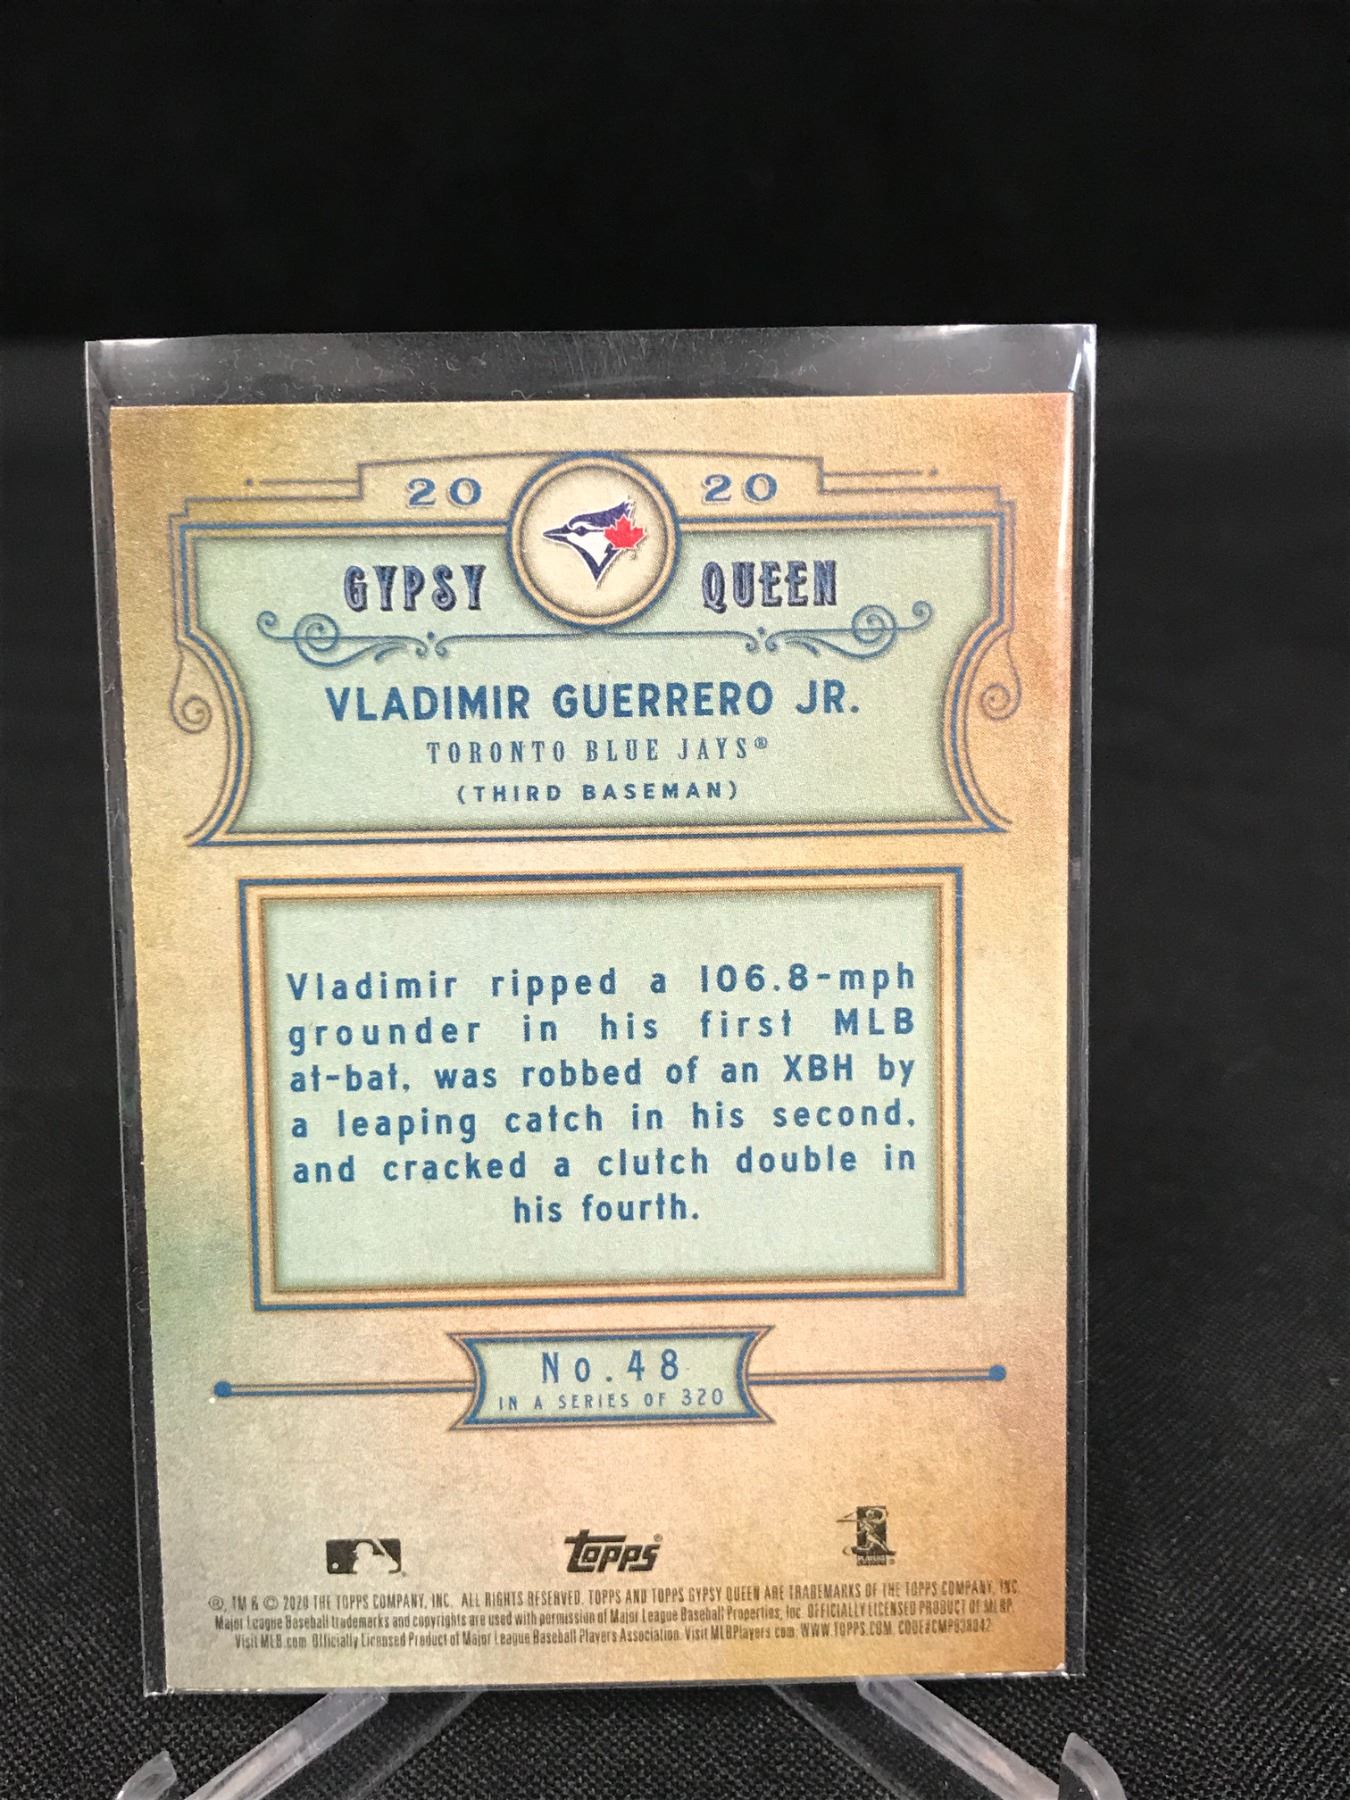 20 20
GYPSY QUEEN
VLADIMIR GUERRERO JR.
TORONTO BLUE JAYS®
(THIRD BASEMAN)
Vladimir ripped a 106.8-mph
grounder in his first MLB
at-bat, was robbed of an XBH by
a leaping catch in his second,
and cracked a clutch double in
his fourth.
No.48
IN A SERIES OF 320
topps®
PLAYERS
®, TM & © 2020 THE TOPPS COMPANY, INC. ALL RIGHTS RESERVED. TOPPS AND TOPPS GYPSY QUEEN ARE TRADEMARKS OF THE TOPPS COMPANY, INC.
Major League Baseball trademarks and copyrights are used with permission of Major League Baseball Properties, Inc. OFFICIALLY LICENSED PRODUCT OF MLBP.
Visit MLB.com Officially Licensed Product of Major League Baseball Players Association. Visit MLBPlayers.com. WWW.TOPPS.COM. CODE#CMP038042